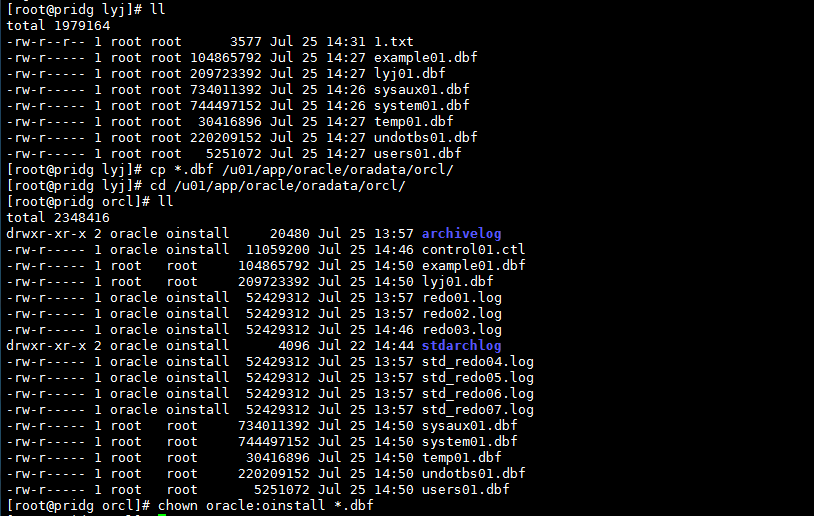 [root@pridg lyj]# ll
total 1979164
-rw-r--r-- 1 root root      3577 Jul 25 14:31 1.txt
-rw-r----- 1 root root 104865792 Jul 25 14:27 example01.dbf
-rw-r----- 1 root root 209723392 Jul 25 14:27 lyj01.dbf
-rw-r----- 1 root root 734011392 Jul 25 14:26 sysaux01.dbf
-rw-r----- 1 root root 744497152 Jul 25 14:26 system01.dbf
-rw-r----- 1 root root  30416896 Jul 25 14:27 temp01.dbf
-rw-r----- 1 root root 220209152 Jul 25 14:27 undotbs01.dbf
-rw-r----- 1 root root   5251072 Jul 25 14:27 users01.dbf
[root@pridg lyj]# cp *.dbf /u01/app/oracle/oradata/orcl/
[root@pridg lyj]# cd /u01/app/oracle/oradata/orcl/
[root@pridg orcl]# ll
total 2348416
drwxr-xr-x 2 oracle oinstall     20480 Jul 25 13:57 archivelog
-rw-r----- 1 oracle oinstall  11059200 Jul 25 14:46 control01.ctl
-rw-r----- 1 root   root     104865792 Jul 25 14:50 example01.dbf
-rw-r----- 1 root   root     209723392 Jul 25 14:50 lyj01.dbf
-rw-r----- 1 oracle oinstall  52429312 Jul 25 13:57 redo01.log
-rw-r----- 1 oracle oinstall  52429312 Jul 25 13:57 redo02.log
-rw-r----- 1 oracle oinstall  52429312 Jul 25 14:46 redo03.log
drwxr-xr-x 2 oracle oinstall      4096 Jul 22 14:44 stdarchlog
-rw-r----- 1 oracle oinstall  52429312 Jul 25 13:57 std_redo04.log
-rw-r----- 1 oracle oinstall  52429312 Jul 25 13:57 std_redo05.log
-rw-r----- 1 oracle oinstall  52429312 Jul 25 13:57 std_redo06.log
-rw-r----- 1 oracle oinstall  52429312 Jul 25 13:57 std_redo07.log
-rw-r----- 1 root   root     734011392 Jul 25 14:50 sysaux01.dbf
-rw-r----- 1 root   root     744497152 Jul 25 14:50 system01.dbf
-rw-r----- 1 root   root      30416896 Jul 25 14:50 temp01.dbf
-rw-r----- 1 root   root     220209152 Jul 25 14:50 undotbs01.dbf
-rw-r----- 1 root   root       5251072 Jul 25 14:50 users01.dbf
[root@pridg orcl]# chown oracle:oinstall *.dbf